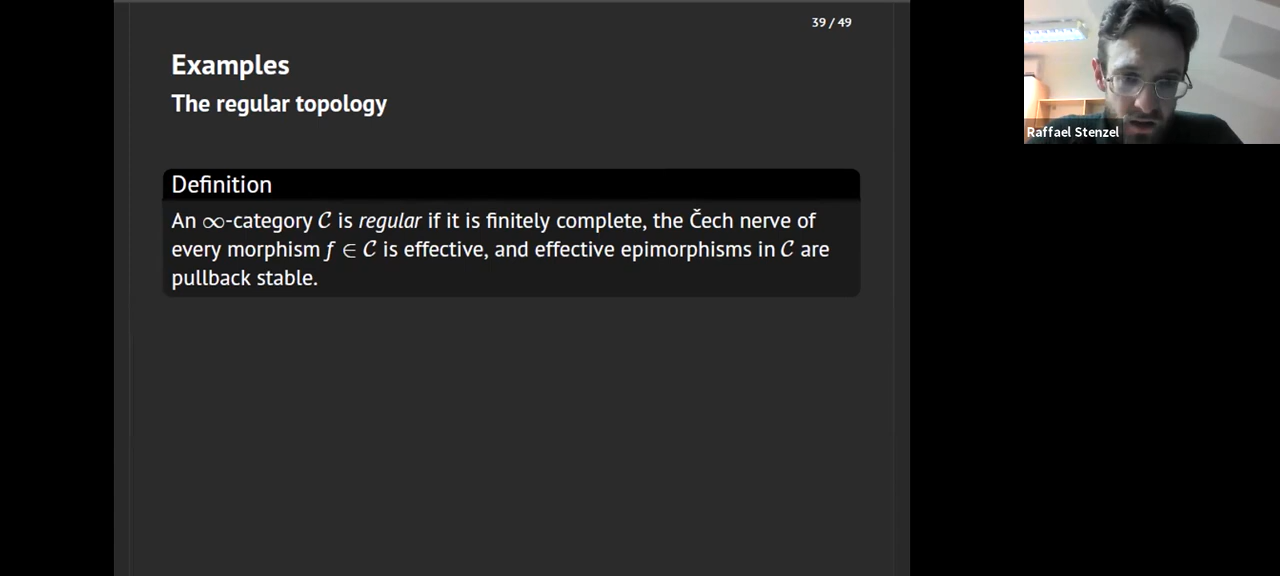 39 / 49
Examples
The regular topology
Definition
An ∞-category 𝒞 is regular if it is finitely complete, the Čech nerve of
every morphism f ∈ 𝒞 is effective, and effective epimorphisms in 𝒞 are
pullback stable.
Raffael Stenzel